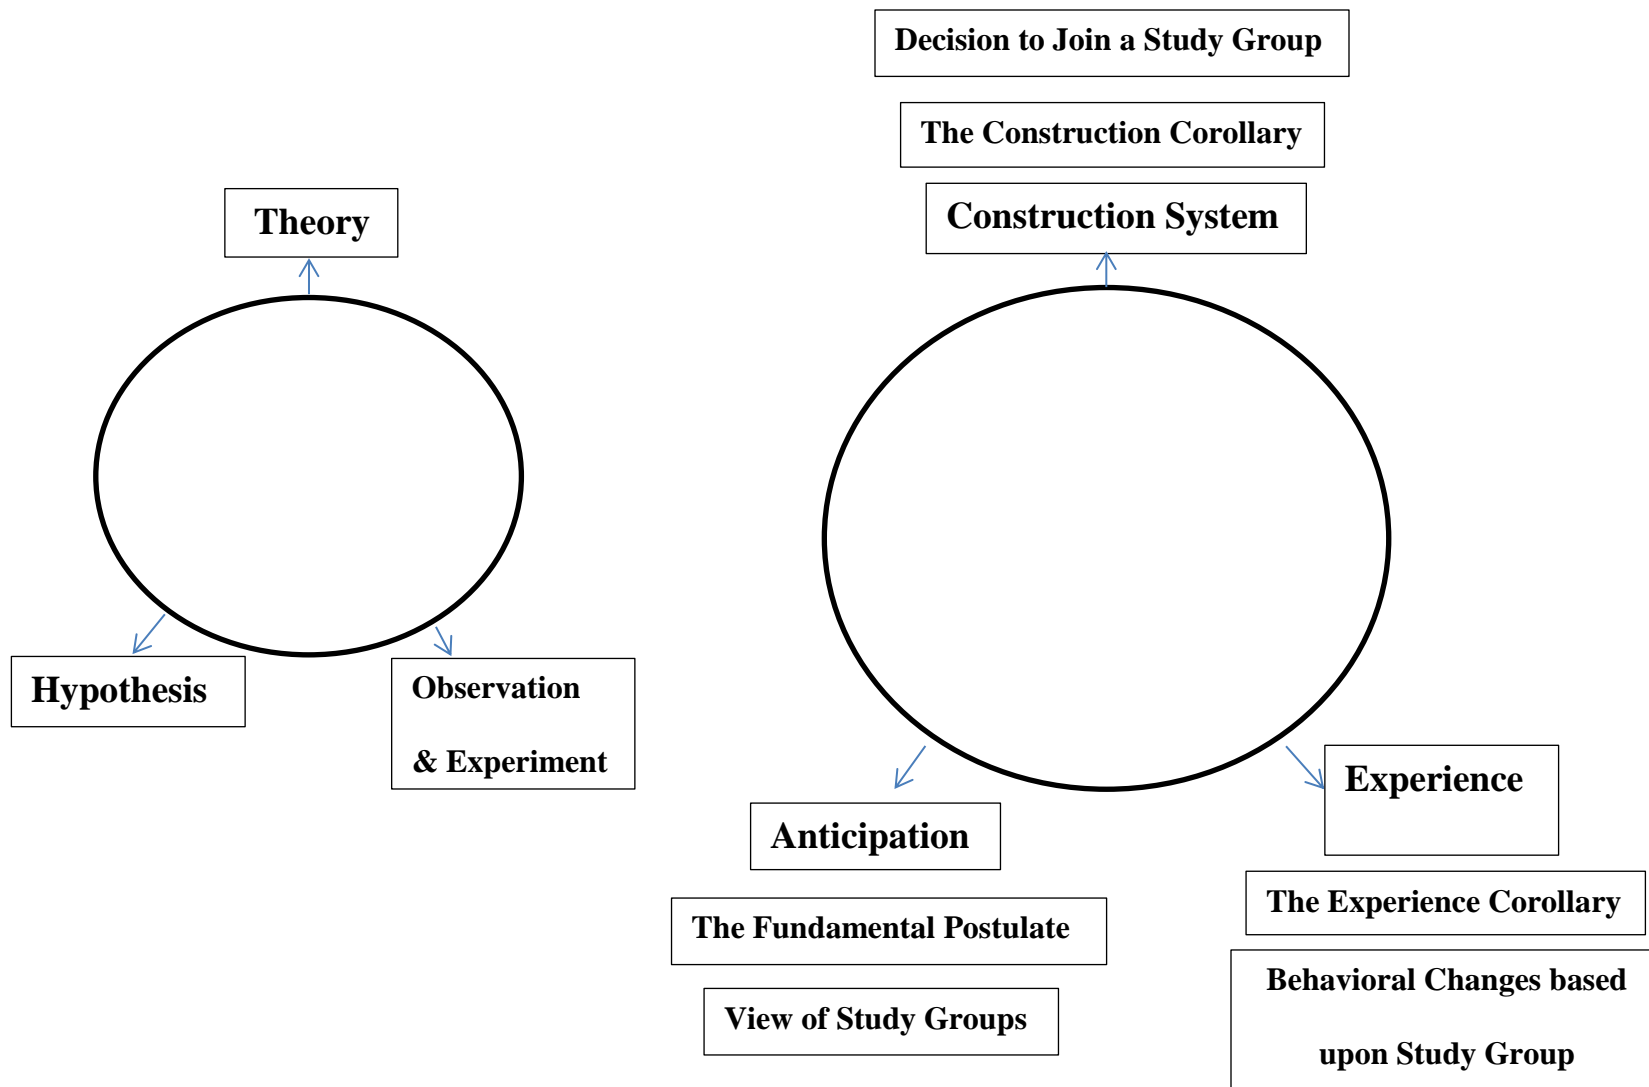 Decision to Join a Study Group
The Construction Corollary
Construction System
Theory
Hypothesis
Observation
& Experiment
Anticipation
The Fundamental Postulate
View of Study Groups
Experience
The Experience Corollary
Behavioral Changes based
upon Study Group